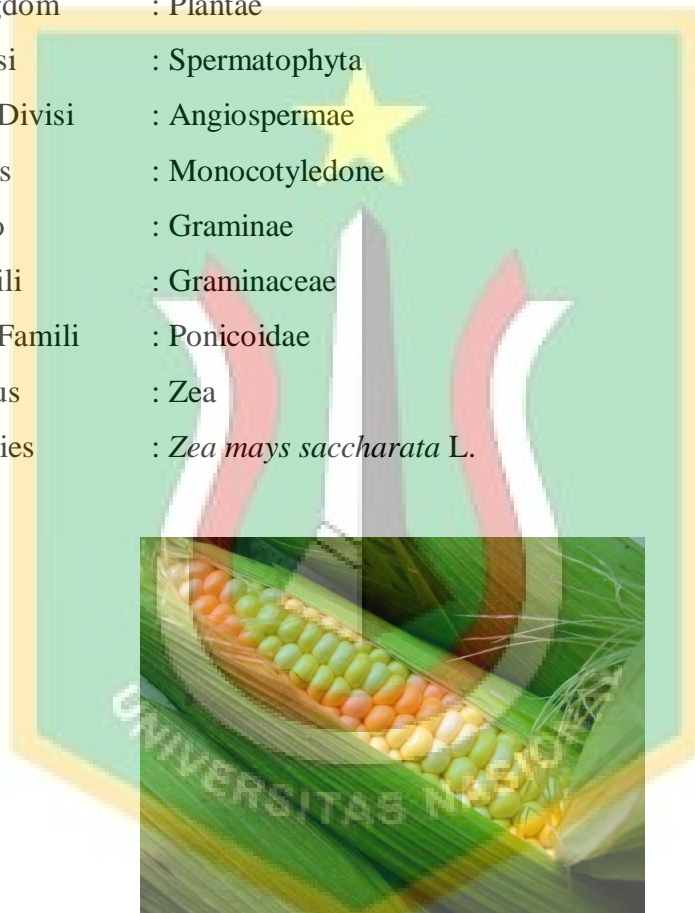 gdom : Plantae
si : Spermatophyta
Divisi : Angiospermae
s : Monocotyledone
o : Graminae
ili : Graminaceae
Famili : Ponicoidae
us : Zea
ies : Zea mays saccharata L.
UNIVERSITAS NASIONAL